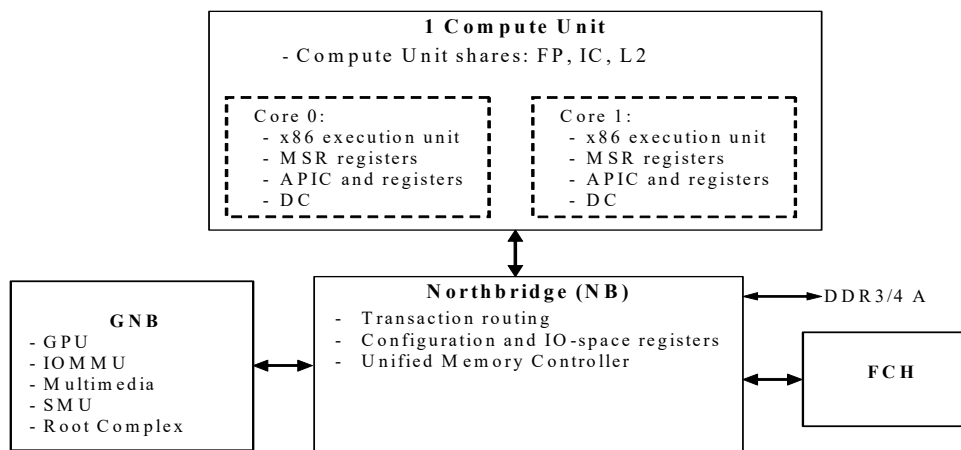 1 Compute Unit
- Compute Unit shares: FP, IC, L2
Core 0:
- x86 execution unit
- MSR registers
- APIC and registers
- DC
Core 1:
- x86 execution unit
- MSR registers
- APIC and registers
- DC
Northbridge (NB)
- Transaction routing
- Configuration and IO-space registers
- Unified Memory Controller
DDR3/4 A
GNB
- GPU
- IOMMU
- Multimedia
- SMU
- Root Complex
FCH